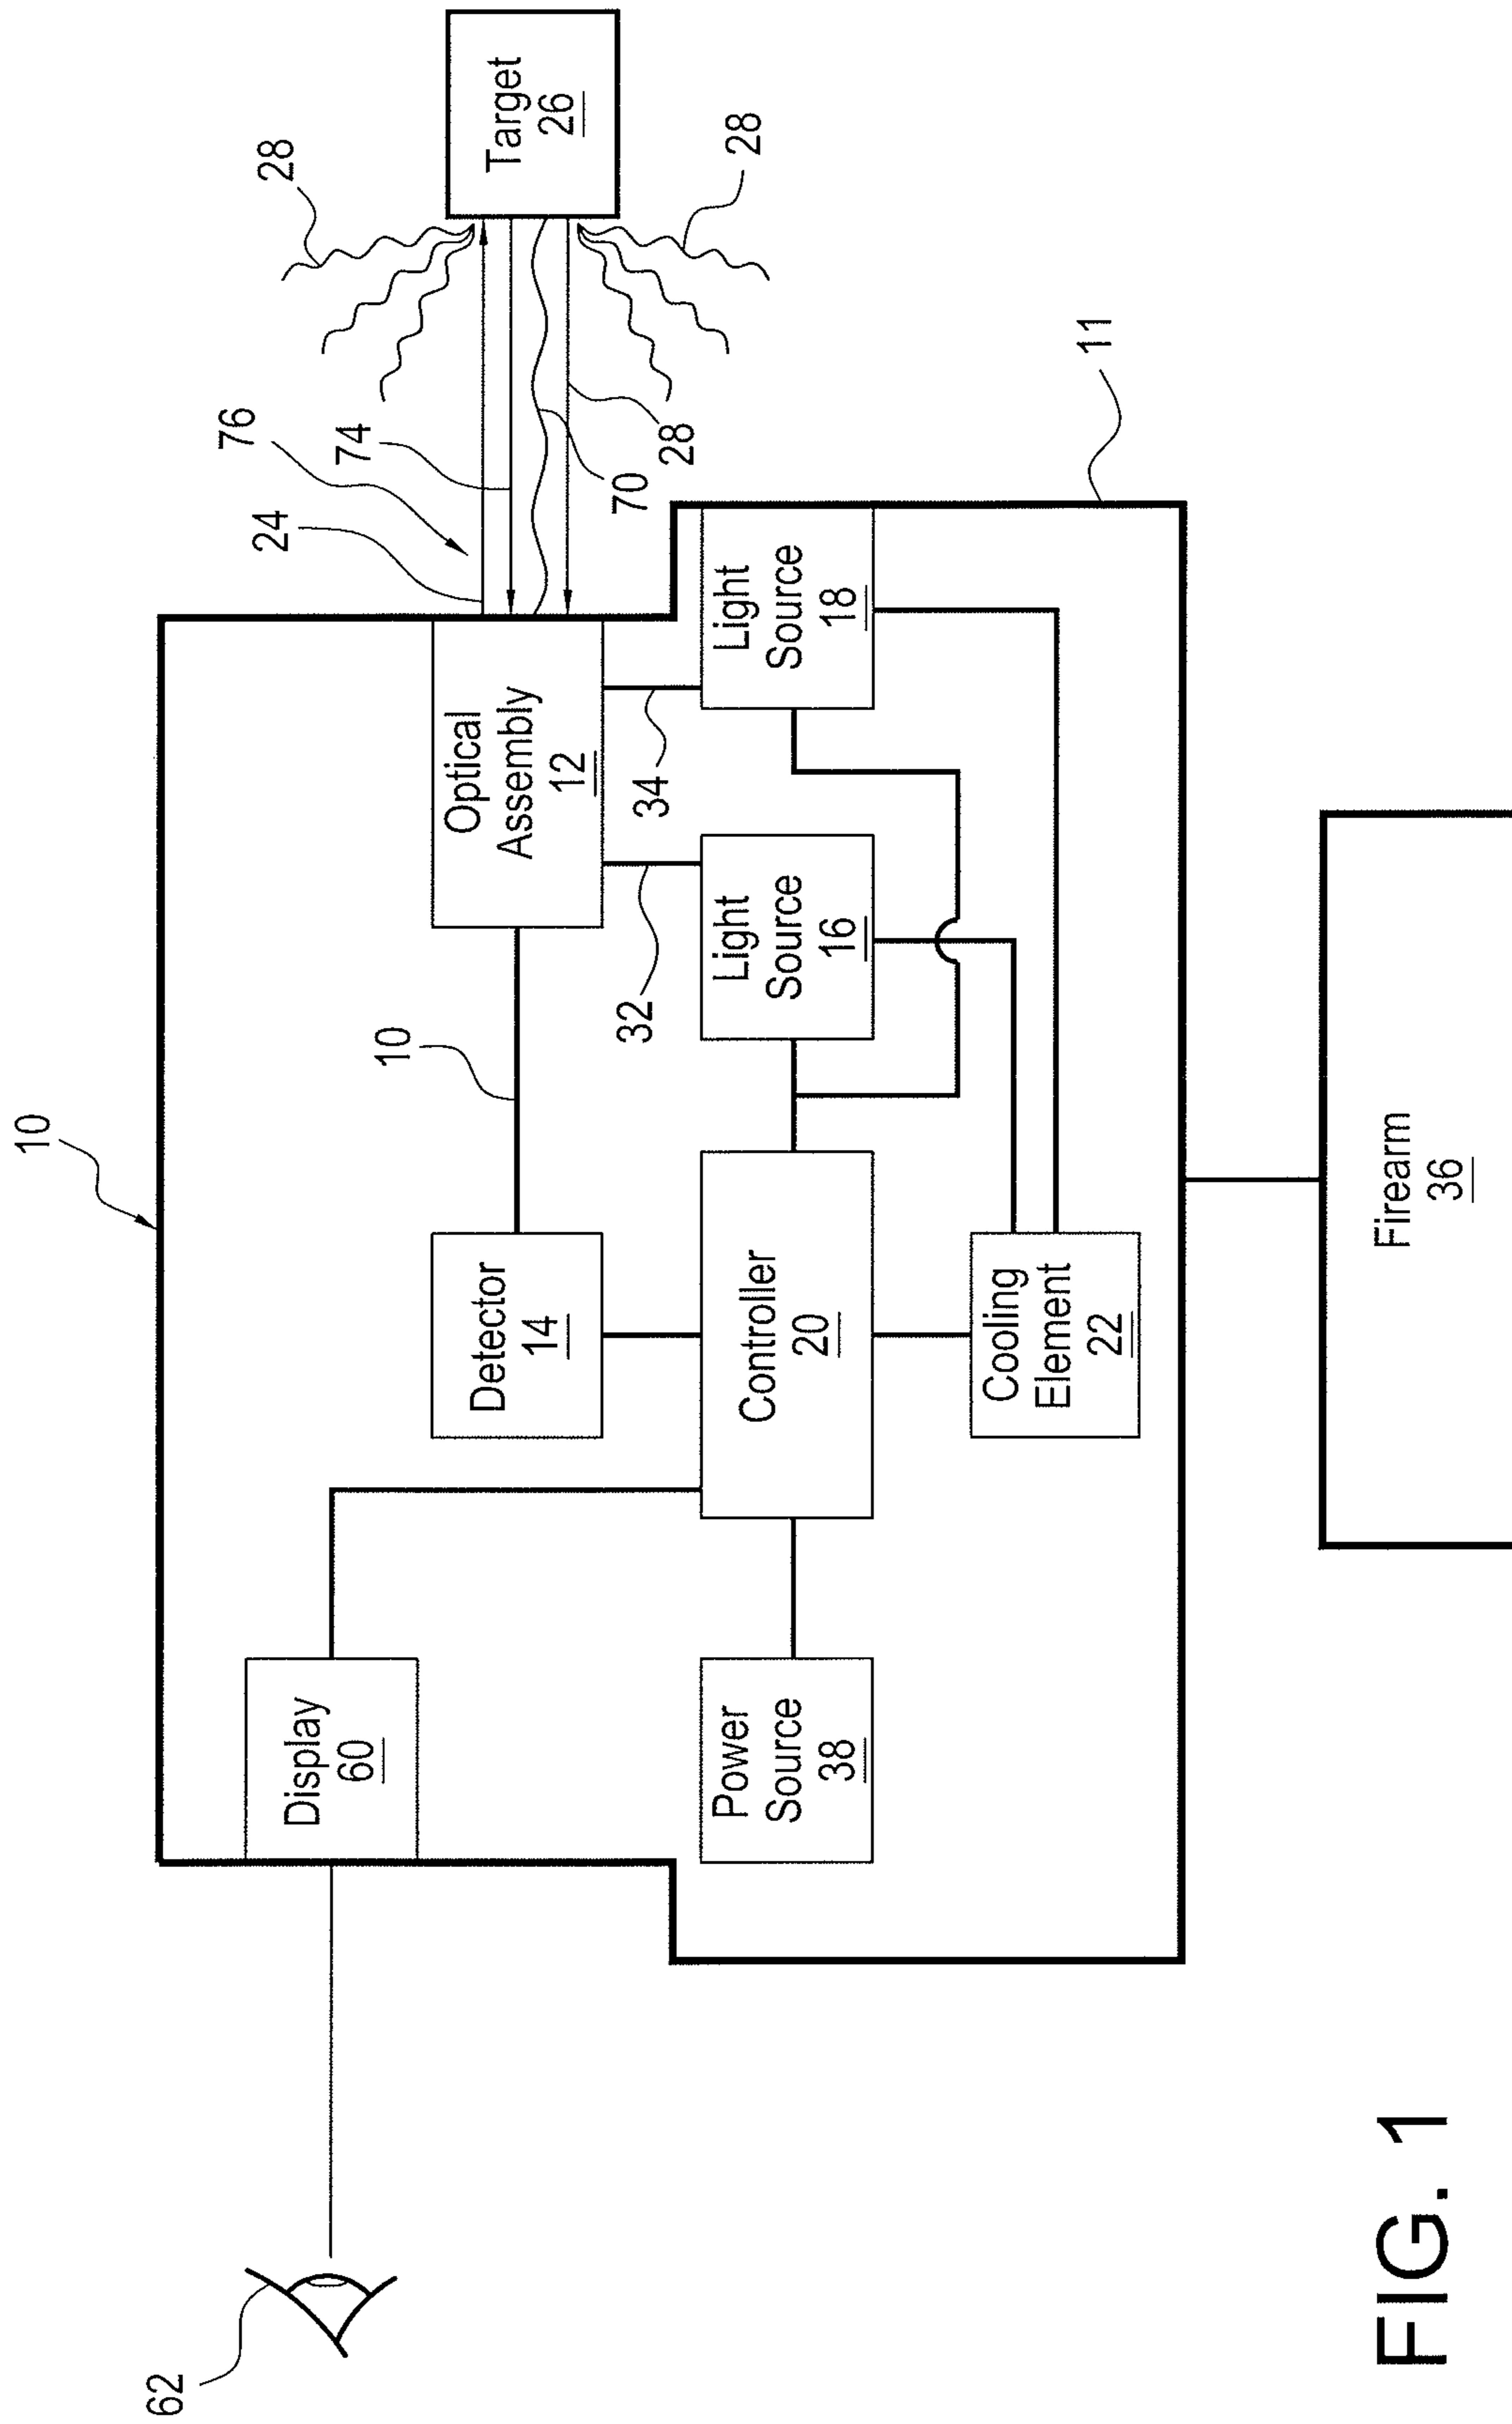 10
62
Display
60
Detector
14
10
Optical
Assembly
12
24
76
74
28
Target
26
28
28
70
Power
Source
38
Controller
20
32
34
Light
Source
16
Light
Source
18
11
Cooling
Element
22
Firearm
36
FIG. 1